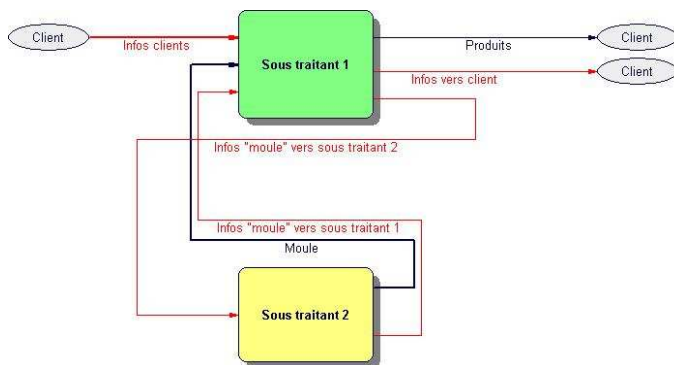 Client
Infos clients
Sous traitant 1
Produits
Client
Infos vers client
Client
Infos "moule" vers sous traitant 2
Infos "moule" vers sous traitant 1
Moule
Sous traitant 2